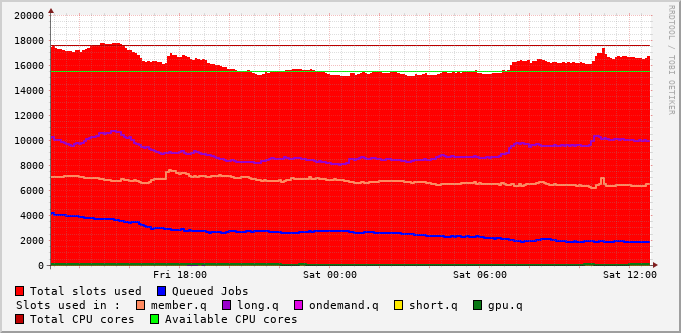 20000
18000
16000
14000
12000
10000
8000
6000
4000
2000
0
Fri 18:00 Sat 00:00 Sat 06:00 Sat 12:00
RRDTOOL / TOBI OETIKER
Total slots used Queued Jobs
Slots used in : member.q long.q ondemand.q short.q gpu.q
Total CPU cores Available CPU cores